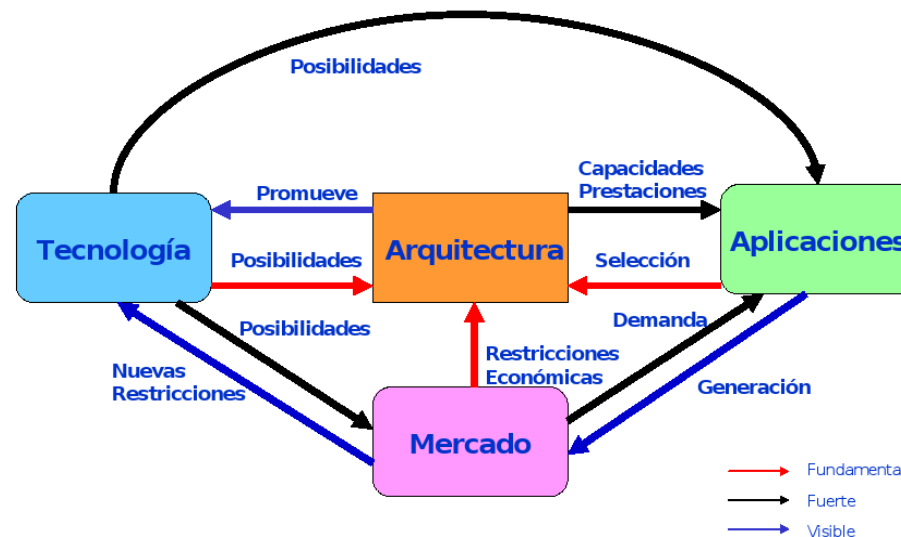 Posibilidades
Capacidades
Prestaciones
Promueve
Tecnología
Arquitectura
Aplicaciones
Posibilidades
Selección
Posibilidades
Demanda
Nuevas
Restricciones
Restricciones
Económicas
Generación
Mercado
Fundamenta
Fuerte
Visible